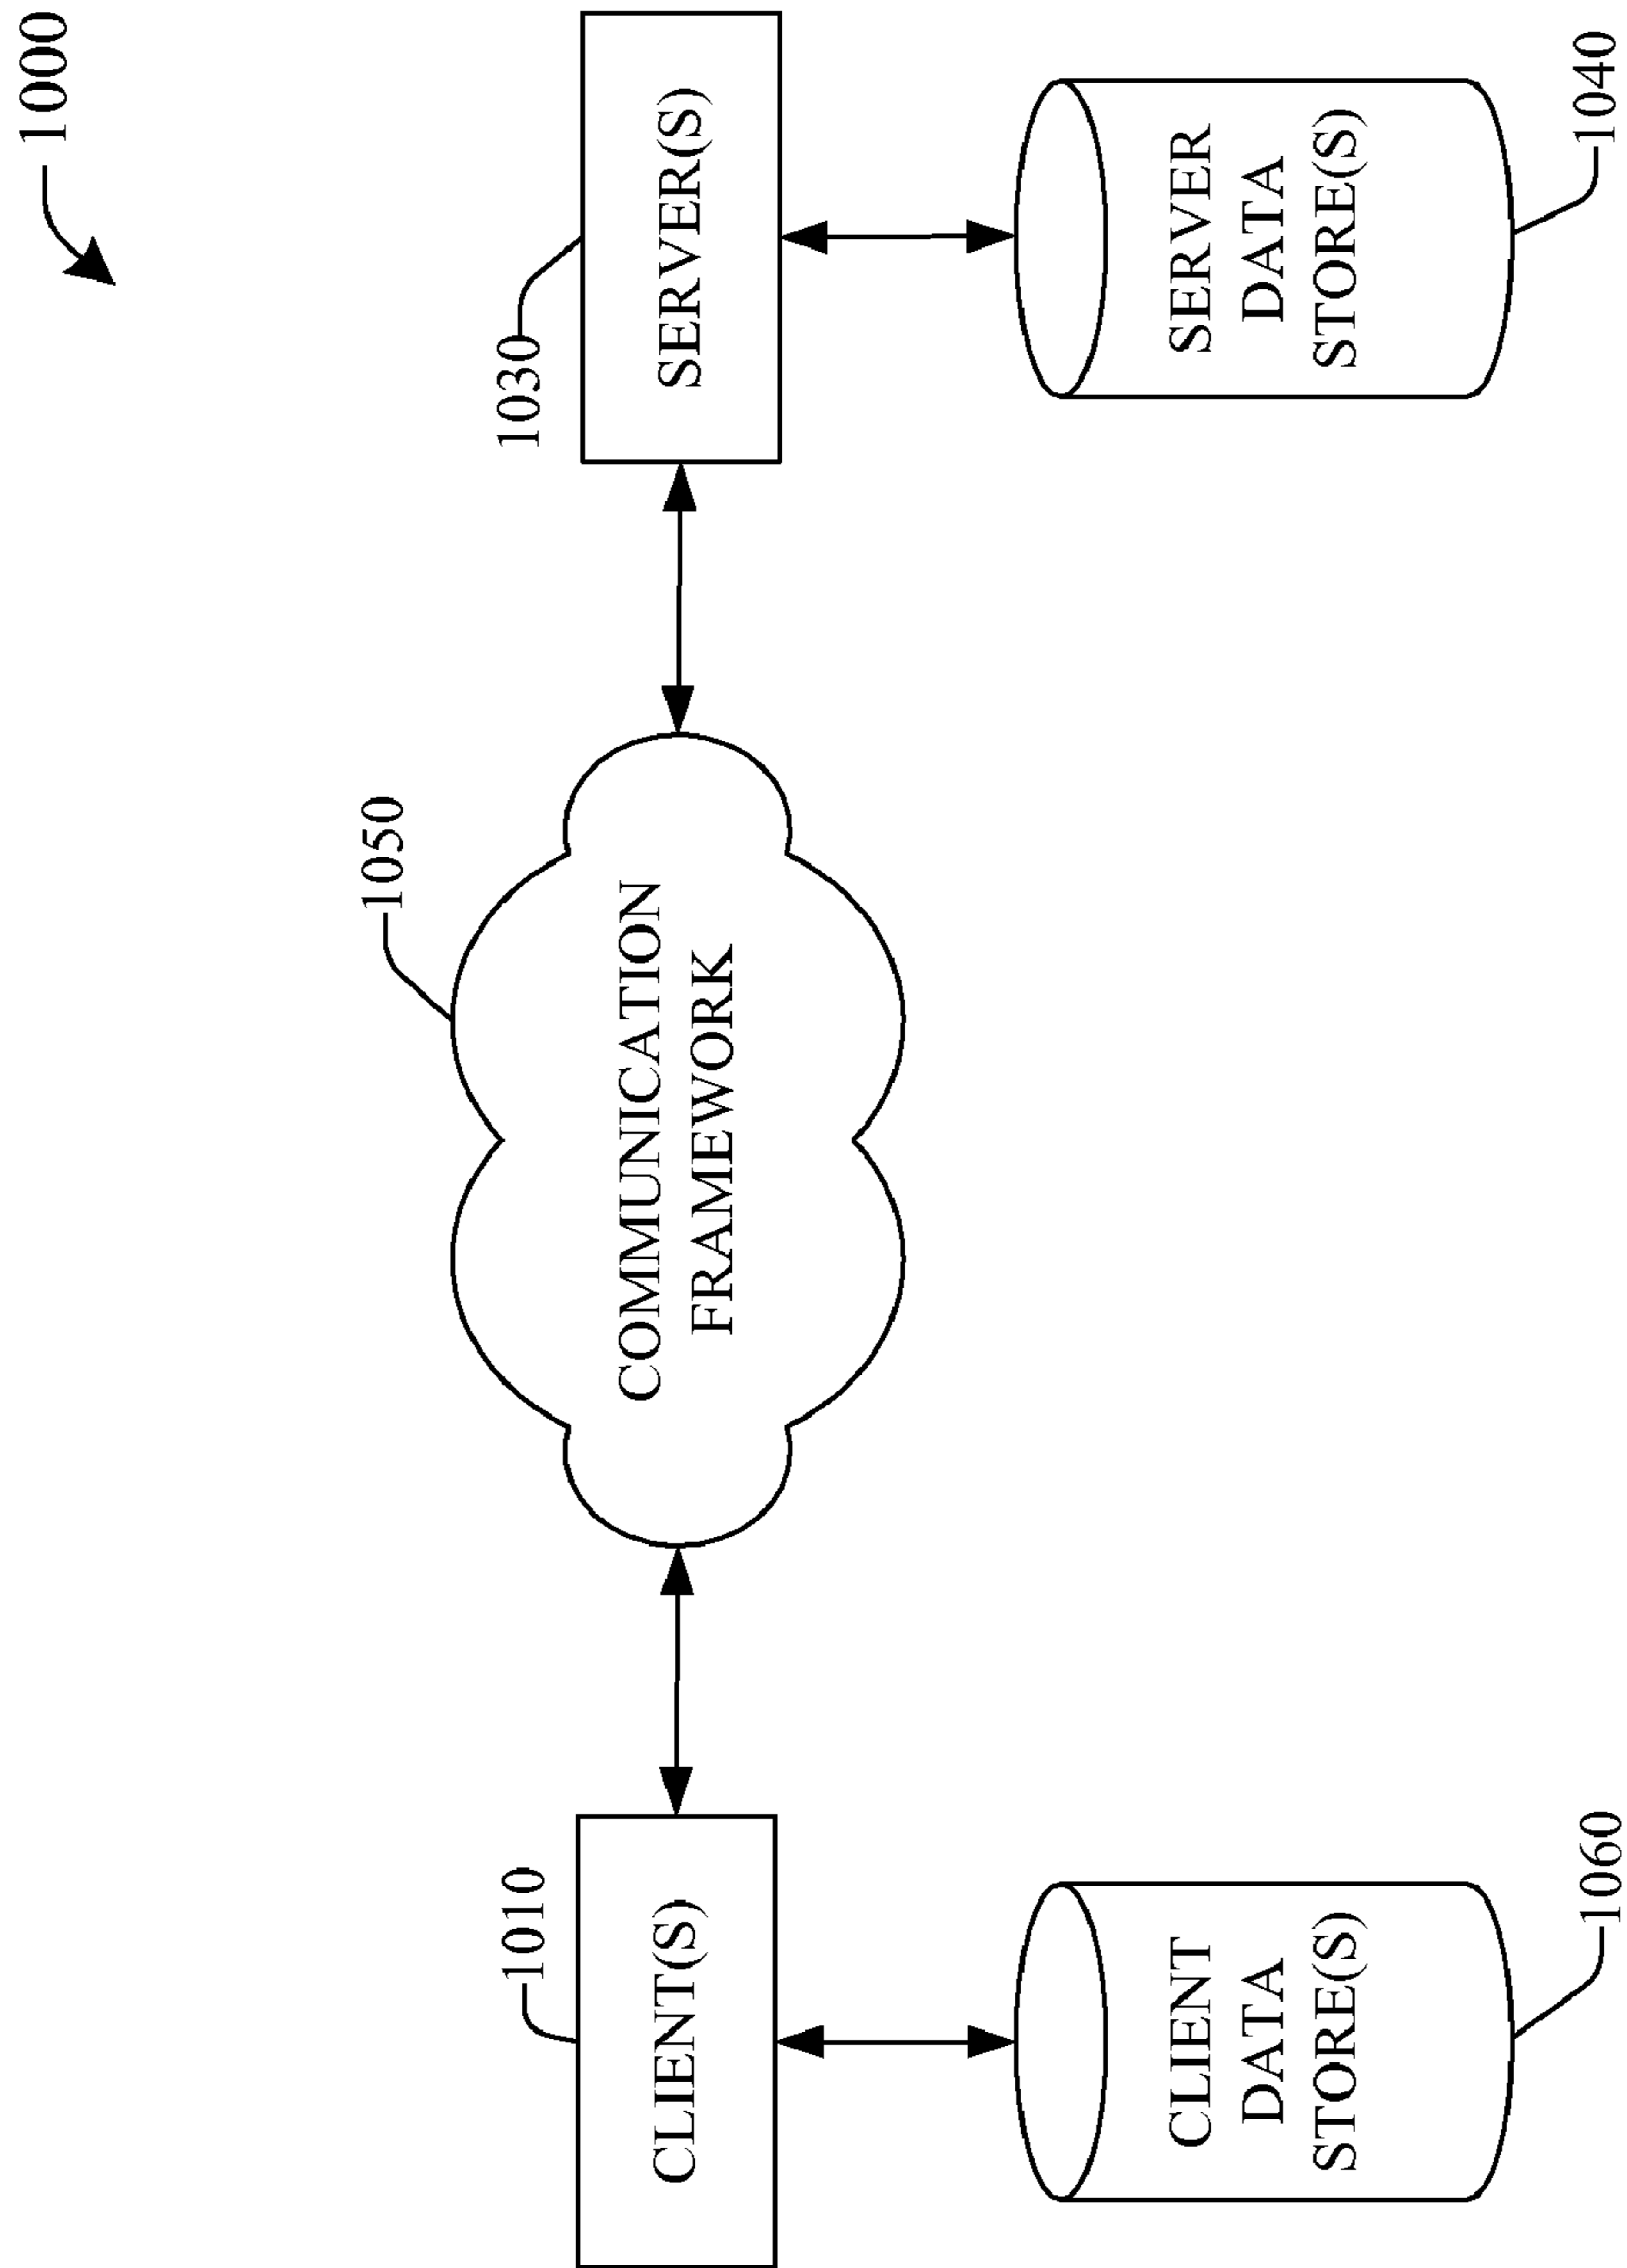 1000
1010
CLIENT(S)
1050
COMMUNICATION
FRAMEWORK
1030
SERVER(S)
CLIENT
DATA
STORE(S)
1060
SERVER
DATA
STORE(S)
1040